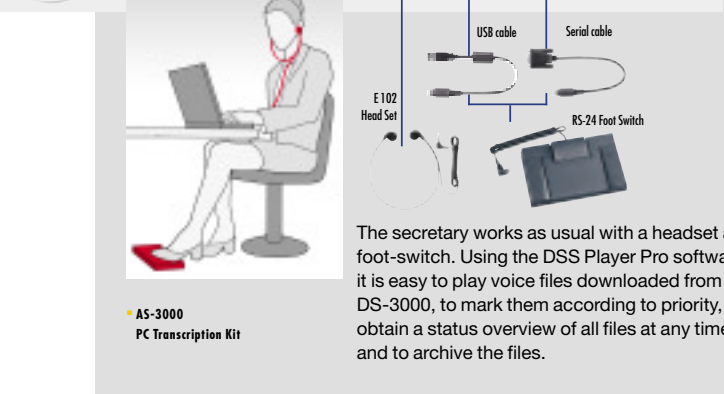 USB cable
Serial cable
E 102
Head Set
RS-24 Foot Switch
The secretary works as usual with a headset
foot-switch. Using the DSS Player Pro
it is easy to play voice files downloaded from
DS-3000, to mark them according to priority,
obtain a status overview of all files at any time
and to archive the files.
AS-3000
PC Transcription Kit